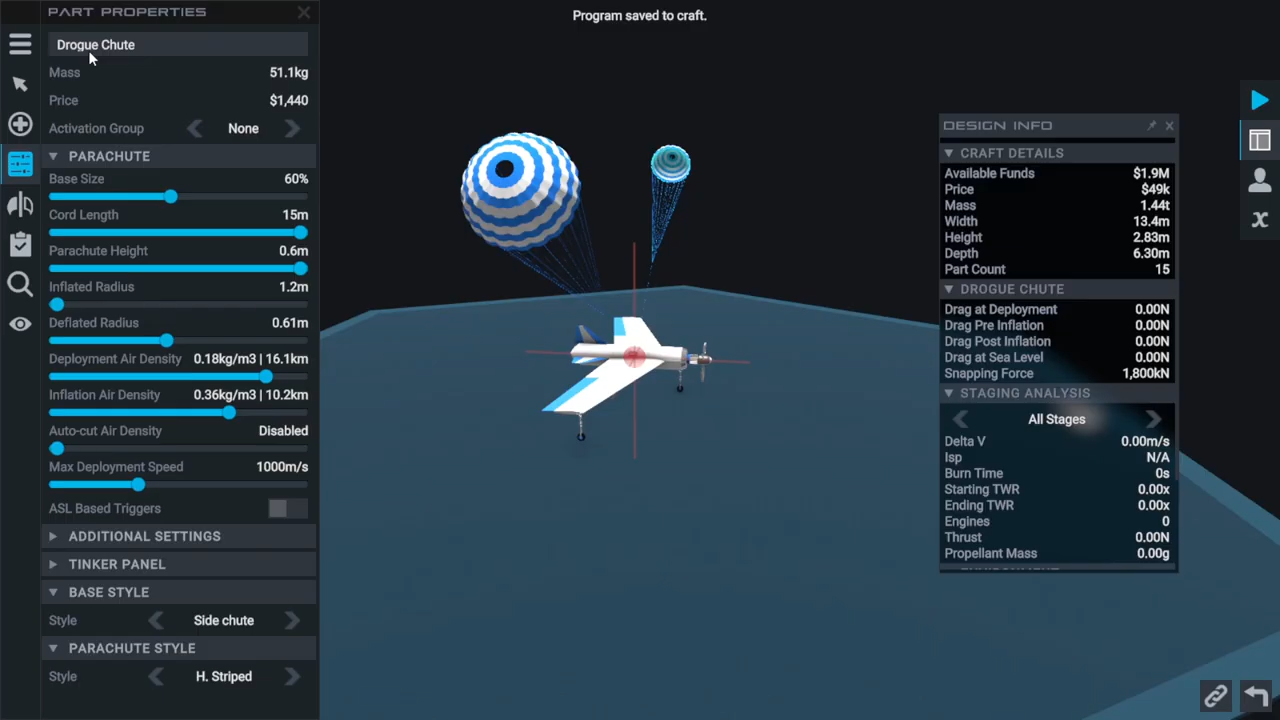 PART PROPERTIES
Program saved to craft.
Drogue Chute
Mass 51.1kg
Price $1,440
Activation Group None
PARACHUTE
Base Size 60%
Cord Length 15m
Parachute Height 0.6m
Inflated Radius 1.2m
Deflated Radius 0.61m
Deployment Air Density 0.18kg/m3 | 16.1km
Inflation Air Density 0.36kg/m3 | 10.2km
Auto-cut Air Density Disabled
Max Deployment Speed 1000m/s
ASL Based Triggers
ADDITIONAL SETTINGS
TINKER PANEL
BASE STYLE
Style Side chute
PARACHUTE STYLE
Style H. Striped
DESIGN INFO
CRAFT DETAILS
Available Funds $1.9M
Price $49k
Mass 1.44t
Width 13.4m
Height 2.83m
Depth 6.30m
Part Count 15
DROGUE CHUTE
Drag at Deployment 0.00N
Drag Pre Inflation 0.00N
Drag Post Inflation 0.00N
Drag at Sea Level 0.00N
Snapping Force 1,800kN
STAGING ANALYSIS
All Stages
Delta V 0.00m/s
Isp N/A
Burn Time 0s
Starting TWR 0.00x
Ending TWR 0.00x
Engines 0
Thrust 0.00N
Propellant Mass 0.00g